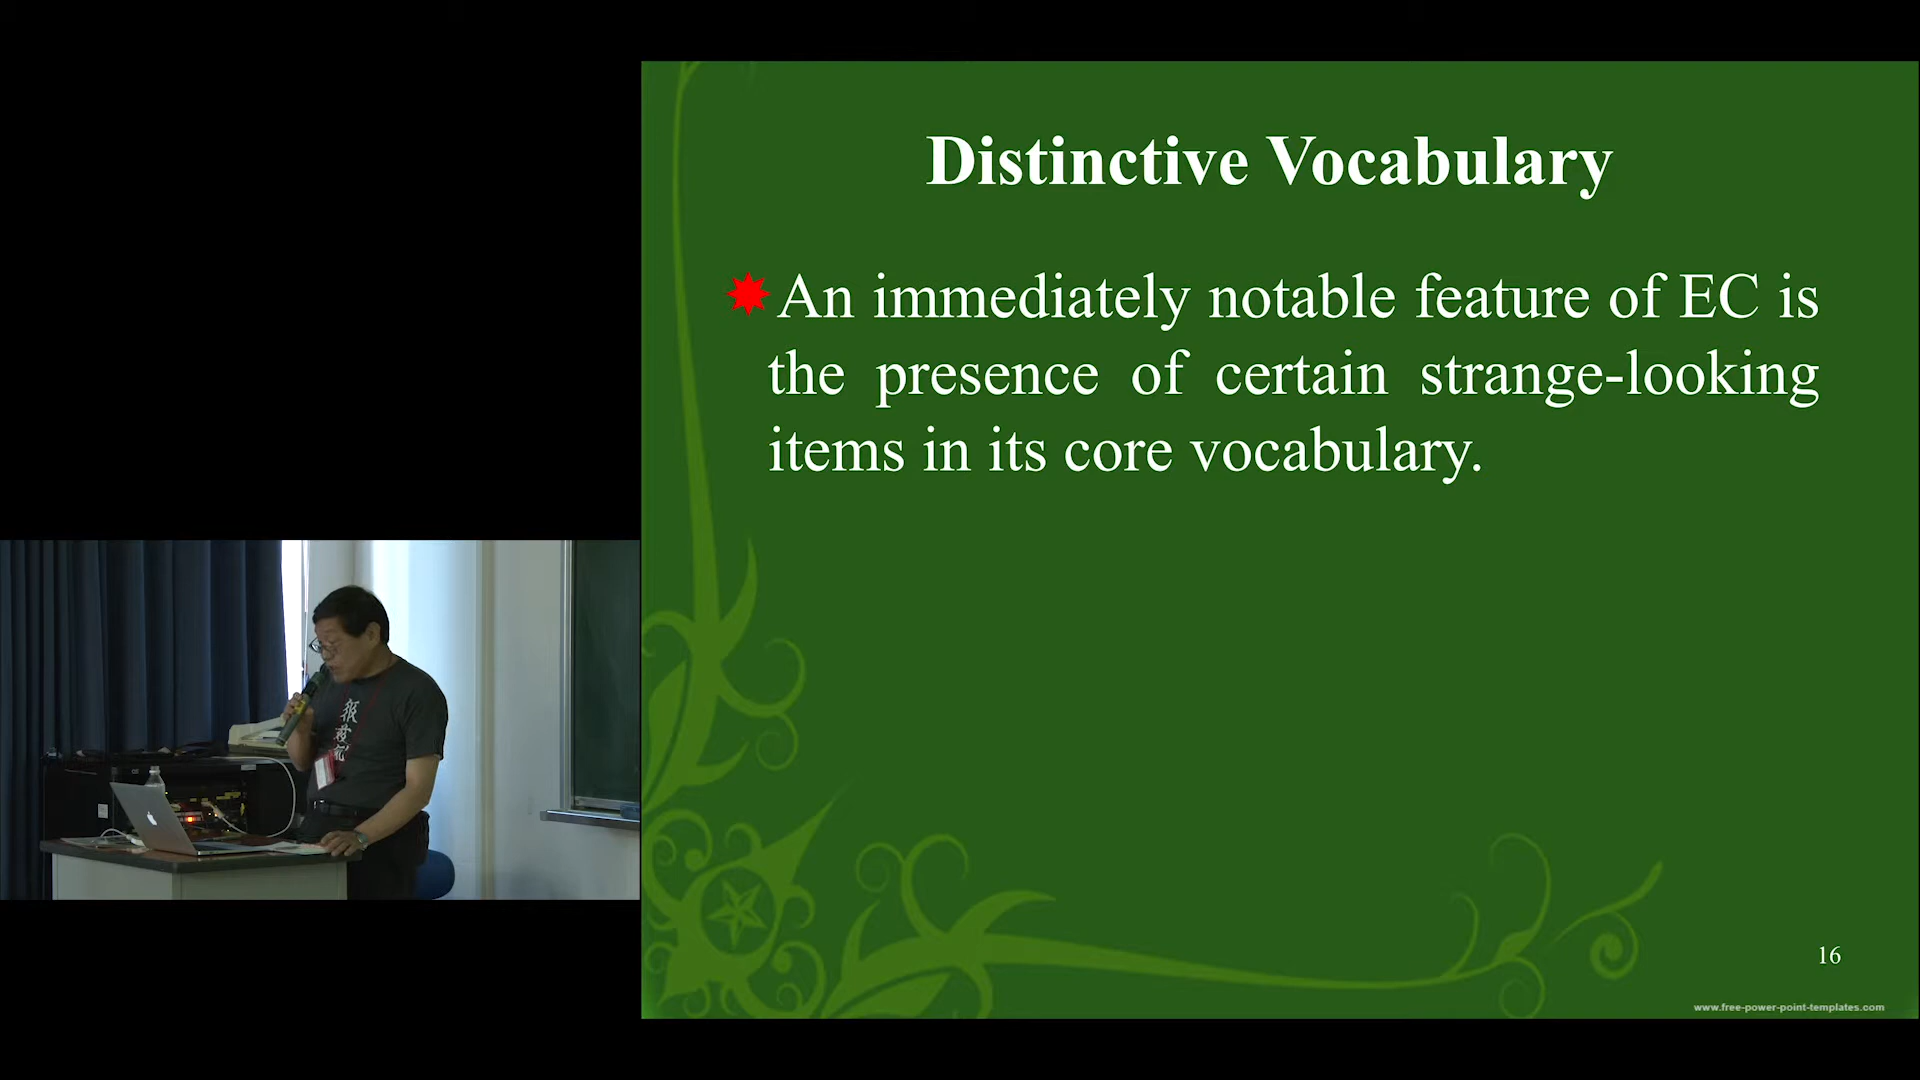 Distinctive Vocabulary
An immediately notable feature of EC is
the presence of certain strange-looking
items in its core vocabulary.
16
www.free-power-point-templates.com